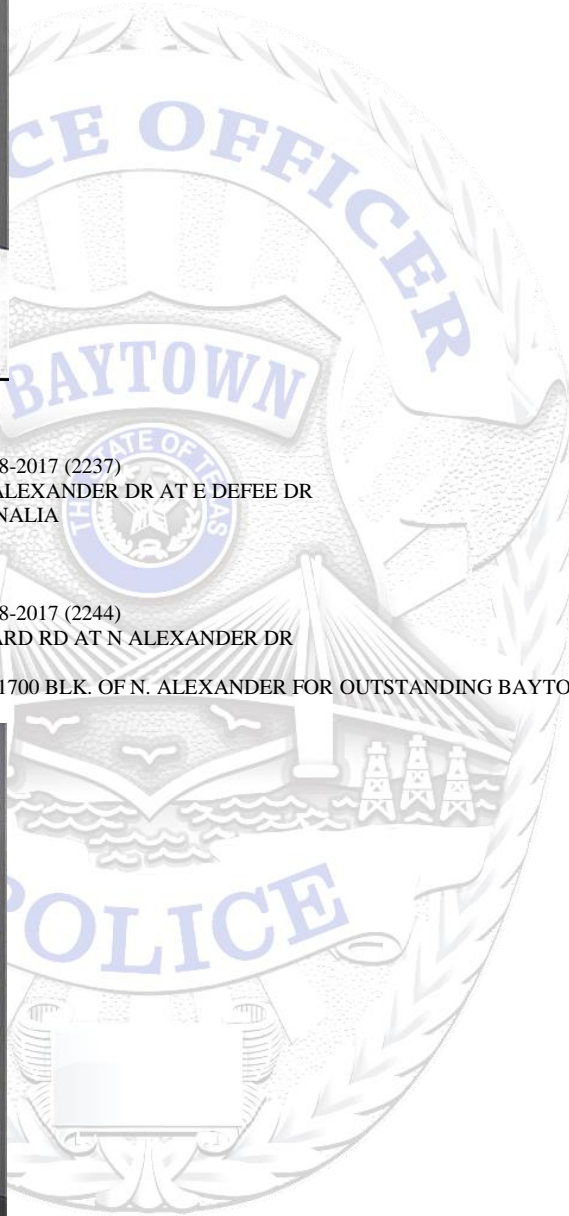 CE OFFICER
BAYTOWN
8-2017 (2237)
ALEXANDER DR AT E DEFEE DR
NALIA
THE STATE OF TEXAS
8-2017 (2244)
ARD RD AT N ALEXANDER DR
1700 BLK. OF N. ALEXANDER FOR OUTSTANDING BAYTO
POLICE